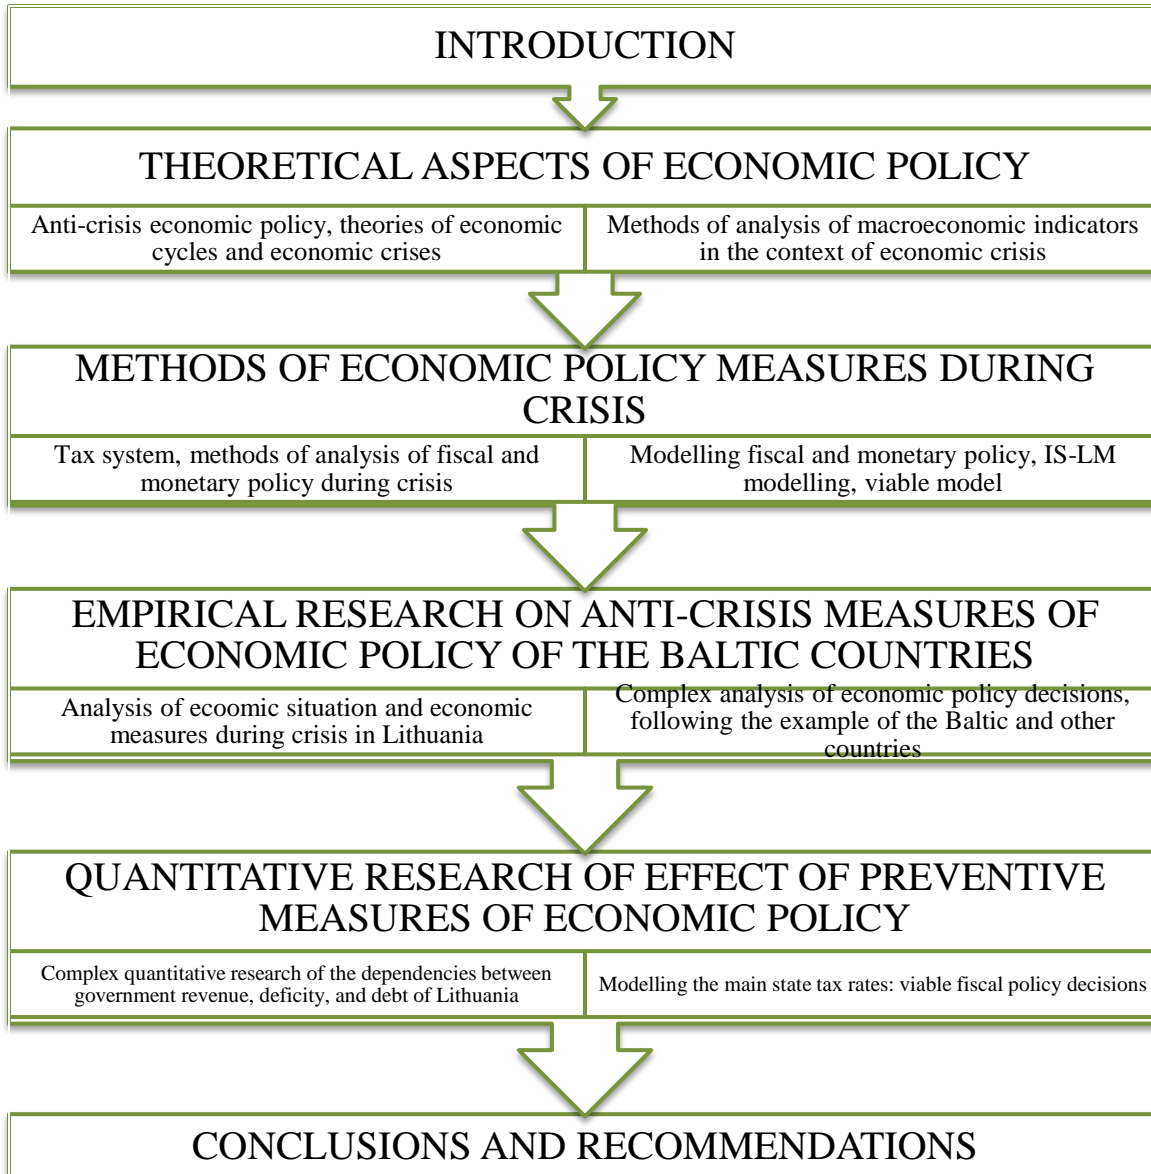 INTRODUCTION
THEORETICAL ASPECTS OF ECONOMIC POLICY
Anti-crisis economic policy, theories of economic
cycles and economic crises
Methods of analysis of macroeconomic indicators
in the context of economic crisis
METHODS OF ECONOMIC POLICY MEASURES DURING
CRISIS
Tax system, methods of analysis of fiscal and
monetary policy during crisis
Modelling fiscal and monetary policy, IS-LM
modelling, viable model
EMPIRICAL RESEARCH ON ANTI-CRISIS MEASURES OF
ECONOMIC POLICY OF THE BALTIC COUNTRIES
Analysis of ecoomic situation and economic
measures during crisis in Lithuania
Complex analysis of economic policy decisions,
following the example of the Baltic and other
countries
QUANTITATIVE RESEARCH OF EFFECT OF PREVENTIVE
MEASURES OF ECONOMIC POLICY
Complex quantitative research of the dependencies between
government revenue, deficity, and debt of Lithuania
Modelling the main state tax rates: viable fiscal policy decisions
CONCLUSIONS AND RECOMMENDATIONS